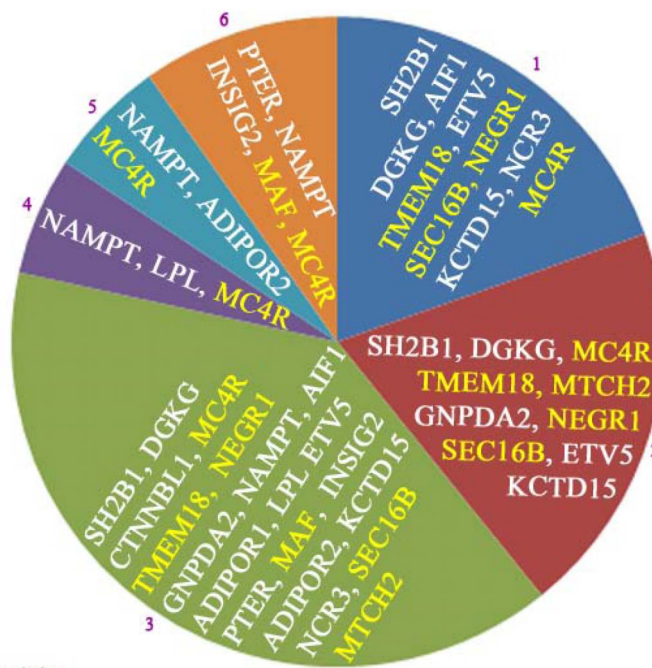 6
PTER, NAMPT
INSIG2, MAF, MC4R
1
SH2B1
DGKG, AIF1
TMEM18, ETV5
SEC16B, NEGR1
KCTD15, NCR3
MC4R
5
NAMPT, ADIPOR2
MC4R
4
NAMPT, LPL, MC4R
SH2B1, DGKG, MC4R
TMEM18, MTCH2
GNPDA2, NEGR1
SEC16B, ETV5
KCTD15
SH2B1, DGKG
CTNNBL1, MC4R
TMEM18, NEGR1
GNPDA2, NAMPT, AIF1
ADIPOR1, LPL ETV5
PTER, MAF, INSIG2
ADIPOR2, KCTD15
NCR3, SEC16B
MTCH2
3